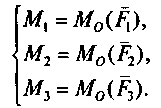 M₁ = M_O(F̄₁),
M₂ = M_O(F̄₂),
M₃ = M_O(F̄₃).